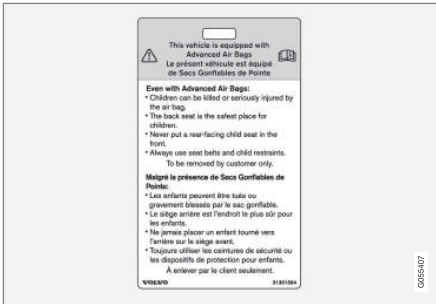 This vehicle is equipped with
Advanced Air Bags
Le présent véhicule est équipé
de Sacs Gonflables de Pointe
Even with Advanced Air Bags:
• Children can be killed or seriously injured by
the air bag.
• The back seat is the safest place for
children.
• Never put a rear-facing child seat in the
front.
• Always use seat belts and child restraints.
To be removed by customer only.
Malgré la présence de Sacs Gonflables de
Pointe:
• Les enfants peuvent être tués ou
gravement blessés par le sac gonflable.
• Le siège arrière est l'endroit le plus sûr pour
les enfants.
• Ne jamais placer un enfant tourné vers
l'arrière sur le siège avant.
• Toujours utiliser les ceintures de sécurité ou
les dispositifs de protection pour enfants.
À enlever par le client seulement.
VOLVO 31301564
G055407